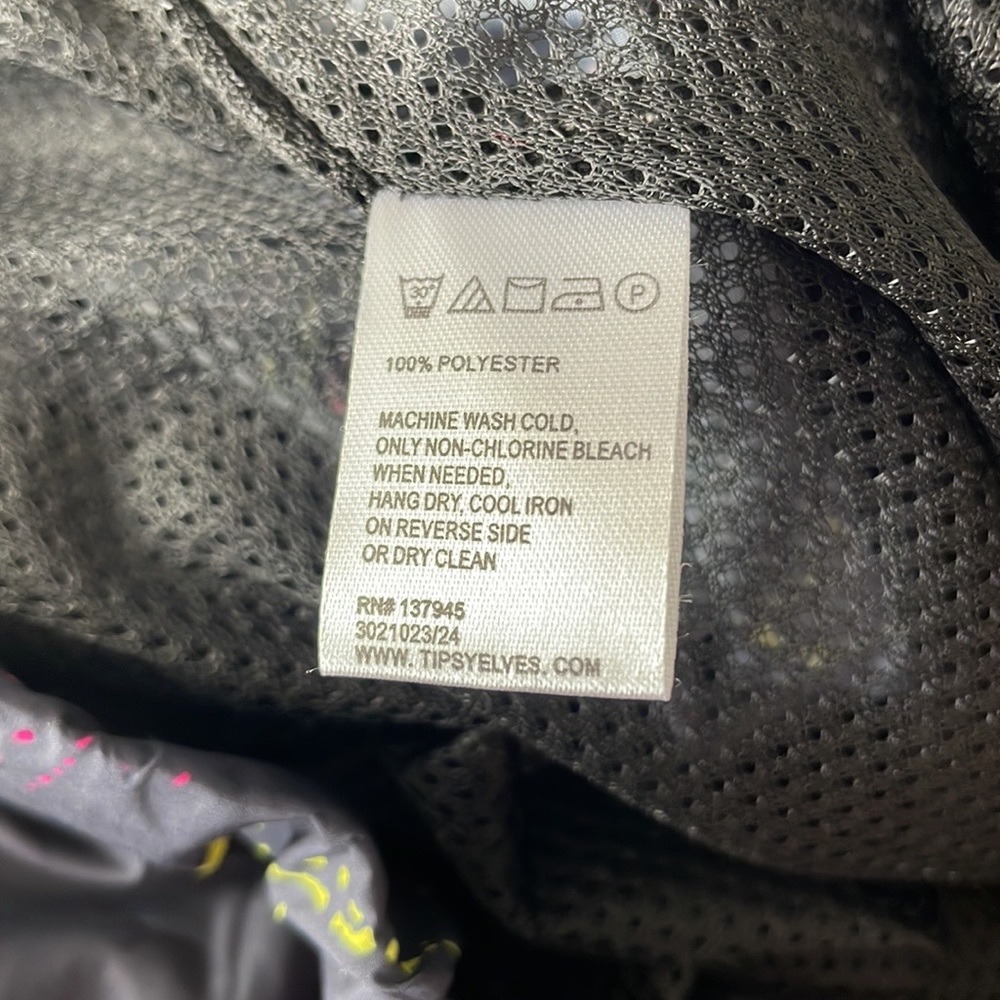 30°
P
100% POLYESTER
MACHINE WASH COLD,
ONLY NON-CHLORINE BLEACH
WHEN NEEDED,
HANG DRY, COOL IRON
ON REVERSE SIDE
OR DRY CLEAN
RN# 137945
3021023/24
WWW. TIPSYELVES. COM